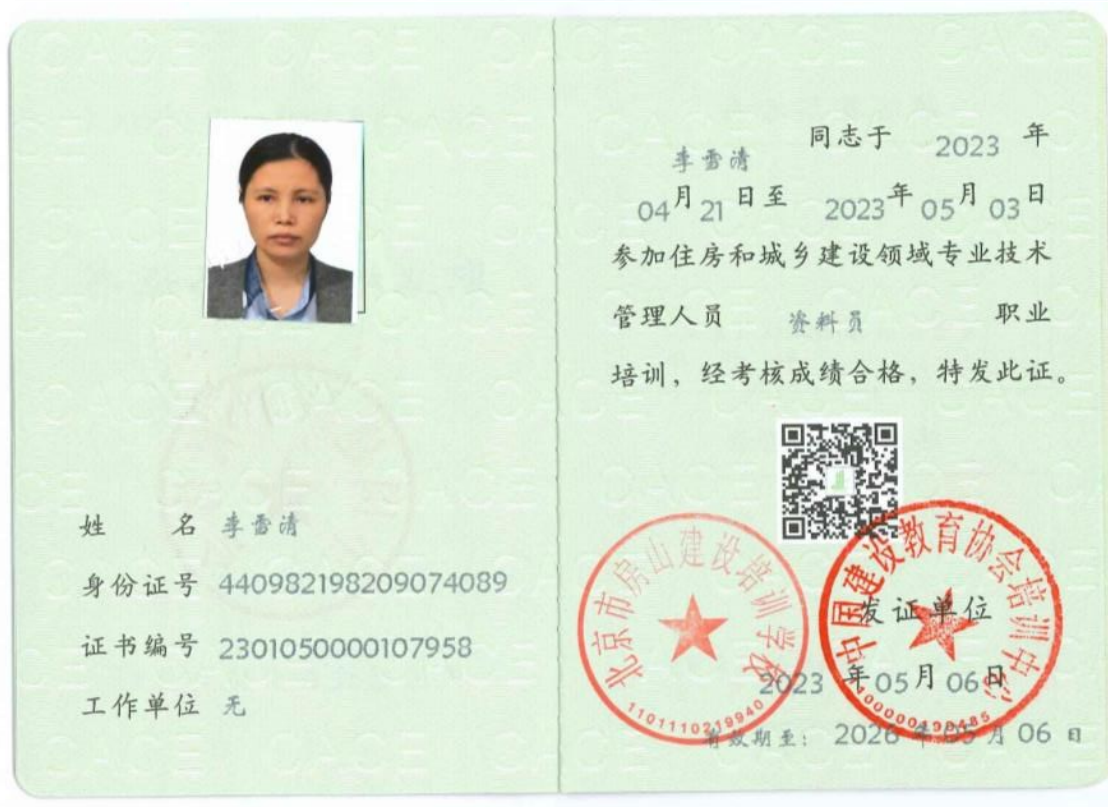 姓 名 李雪清
身份证号 440982198209074089
证书编号 2301050000107958
工作单位 无
李雪清 同志于 2023 年
04月21日至 2023年05月03日
参加住房和城乡建设领域专业技术
管理人员 资料员 职业
培训，经考核成绩合格，特发此证。
北京市房山建设培训学校
1101110219940
中国建设教育协会培训中心
发证单位
2023 年05月06日
有效期至： 2026 年05月06日
CACE